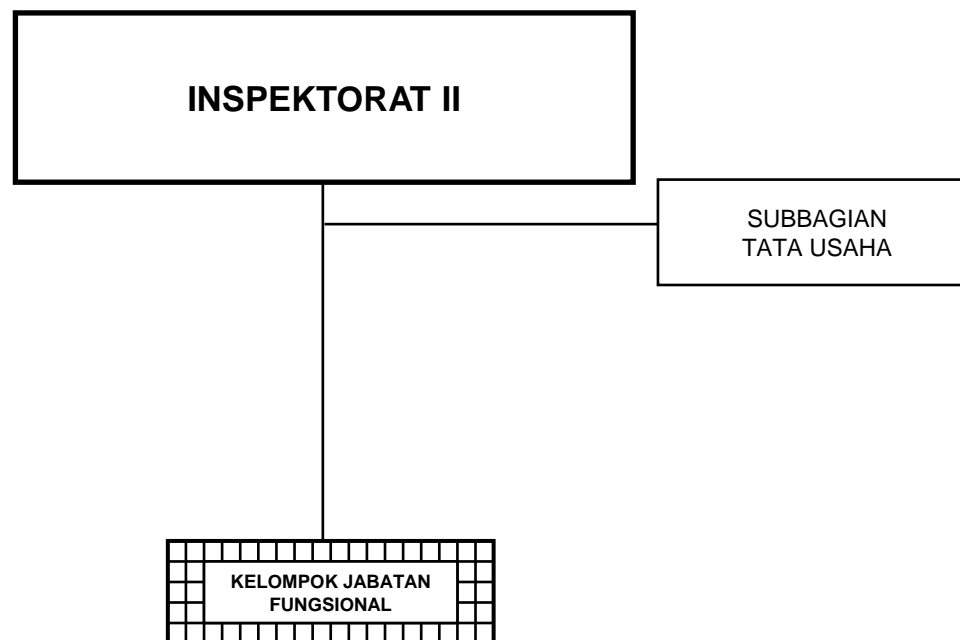 INSPEKTORAT II
SUBBAGIAN
TATA USAHA
KELOMPOK JABATAN
FUNGSIONAL